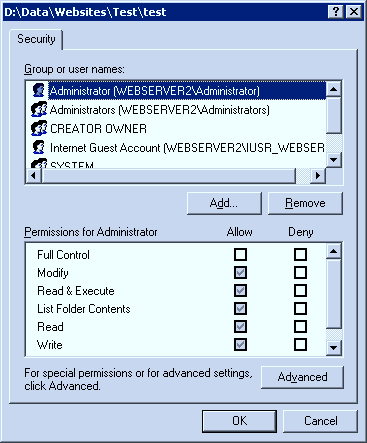 D:\Data\Websites\Test\test
Security
Group or user names:
Administrator (WEBSERVER2\Administrator)
Administrators (WEBSERVER2\Administrators)
CREATOR OWNER
Internet Guest Account (WEBSERVER2\IUSR_WEBSER
SYSTEM
Add... Remove
Permissions for Administrator Allow Deny
Full Control
Modify
Read & Execute
List Folder Contents
Read
Write
For special permissions or for advanced settings,
click Advanced.
Advanced
OK Cancel